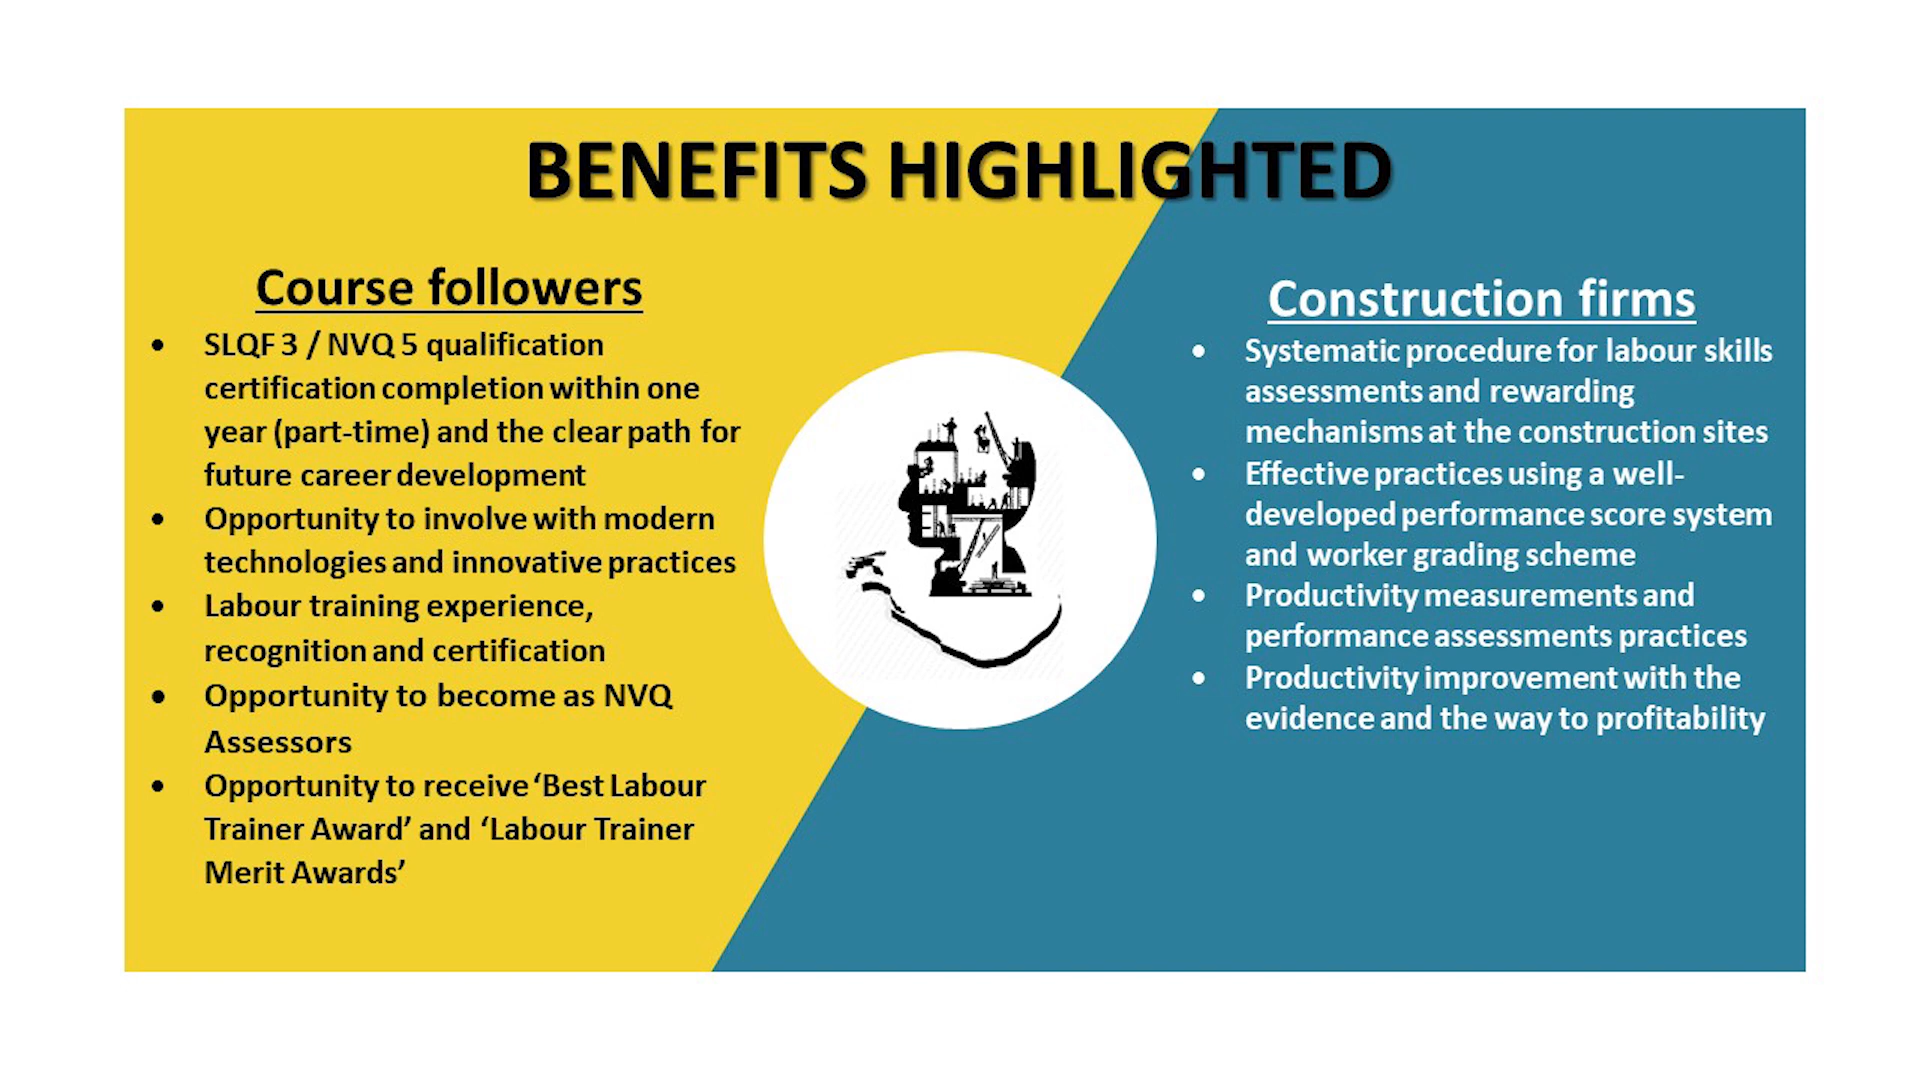 BENEFITS HIGHLIGHTED
Course followers
• SLQF 3 / NVQ 5 qualification
certification completion within one
year (part-time) and the clear path for
future career development
• Opportunity to involve with modern
technologies and innovative practices
• Labour training experience,
recognition and certification
• Opportunity to become as NVQ
Assessors
• Opportunity to receive ‘Best Labour
Trainer Award’ and ‘Labour Trainer
Merit Awards’
Construction firms
• Systematic procedure for labour skills
assessments and rewarding
mechanisms at the construction sites
• Effective practices using a well-
developed performance score system
and worker grading scheme
• Productivity measurements and
performance assessments practices
• Productivity improvement with the
evidence and the way to profitability